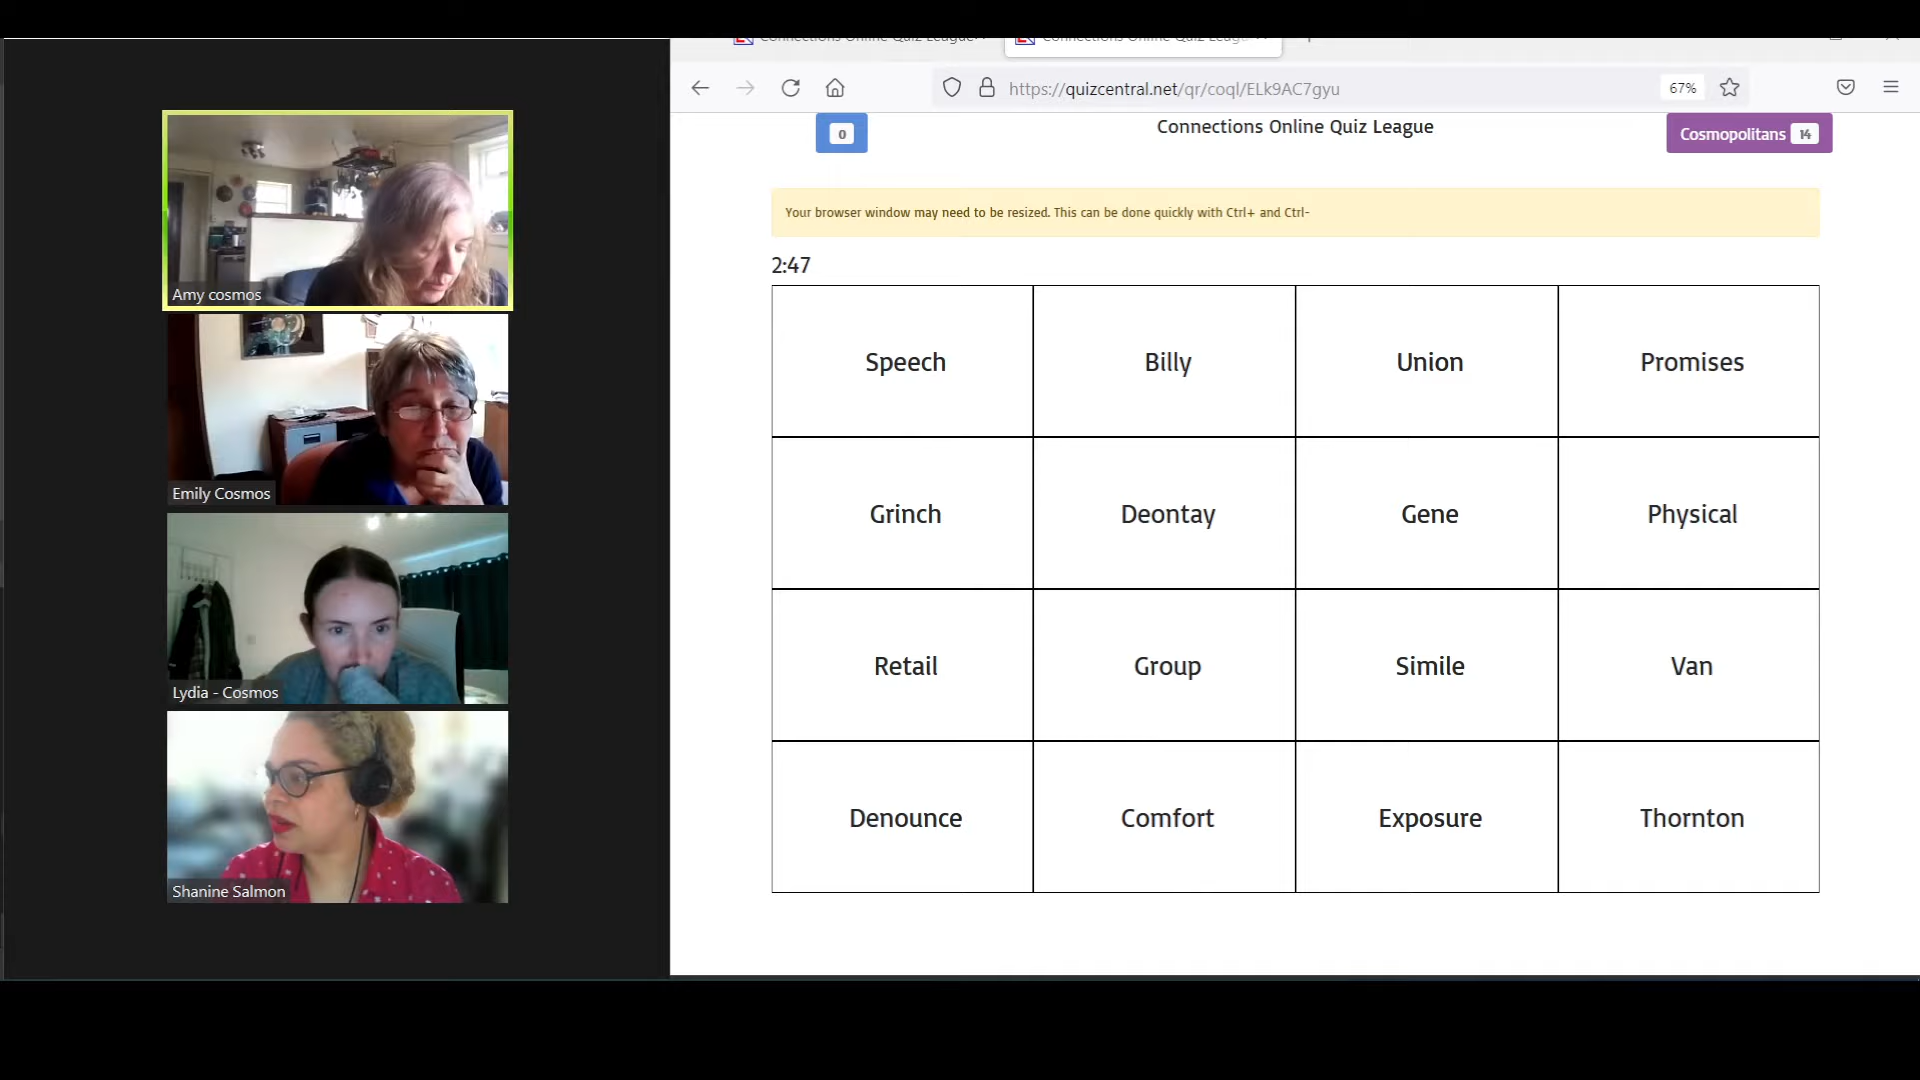 https://quizcentral.net/qr/coql/ELk9AC7gyu
67%
0
Connections Online Quiz League
Cosmopolitans 14
Your browser window may need to be resized. This can be done quickly with Ctrl+ and Ctrl-
2:47
Speech
Billy
Union
Promises
Grinch
Deontay
Gene
Physical
Retail
Group
Simile
Van
Denounce
Comfort
Exposure
Thornton
Amy cosmos
Emily Cosmos
Lydia - Cosmos
Shanine Salmon